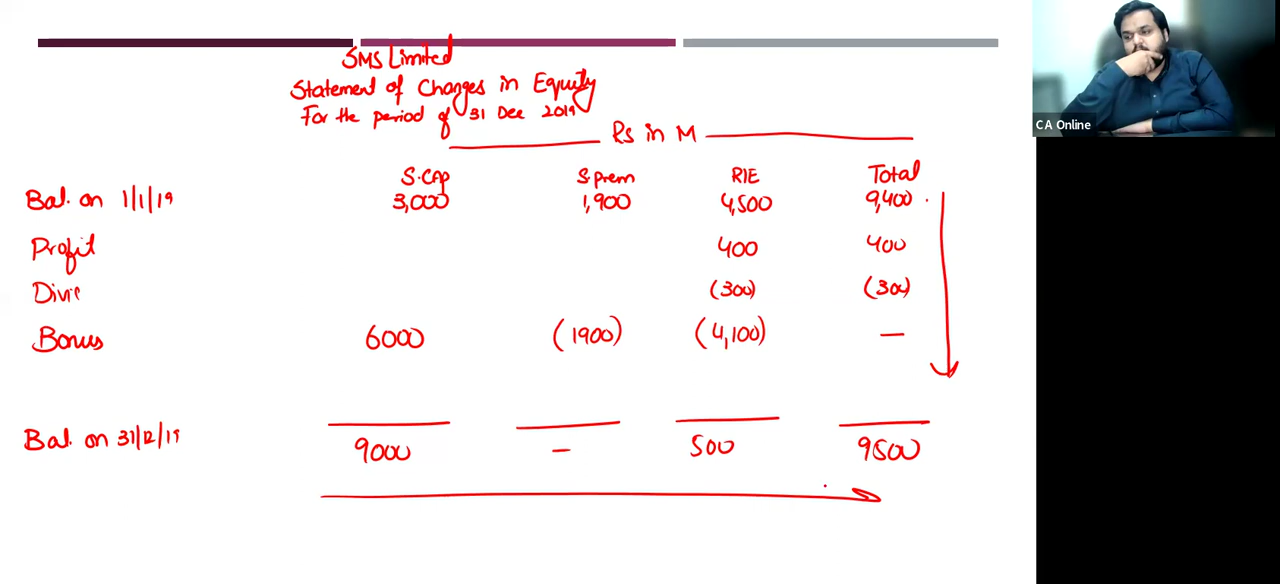 SMS Limited
Statement of Changes in Equity
For the period of 31 Dec 2019
Rs in M
S.Cap S.prem R/E Total
Bal. on 1/1/19 3,000 1,900 4,500 9,400
Profit 400 400
Divi (300) (300)
Bonus 6000 (1900) (4,100) —
Bal. on 31/12/19 9000 — 500 9500
CA Online